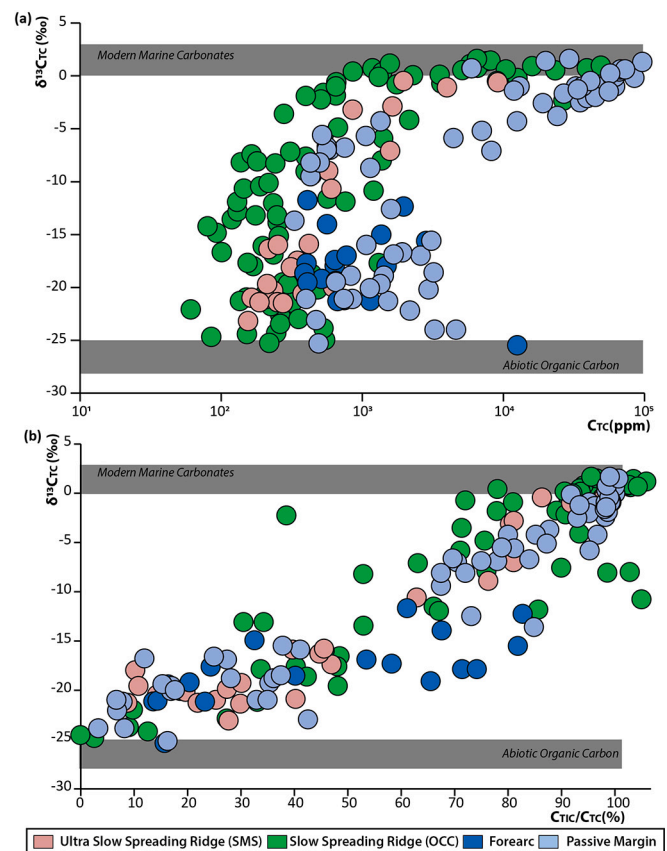 (a)
δ¹³CTC (‰)
5
0
-5
-10
-15
-20
-25
-30
Modern Marine Carbonates
Abiotic Organic Carbon
10¹ 10² 10³ 10⁴ 10⁵
CTC(ppm)
(b)
δ¹³CTC (‰)
5
0
-5
-10
-15
-20
-25
-30
Modern Marine Carbonates
Abiotic Organic Carbon
0 10 20 30 40 50 60 70 80 90 100
CTIC/CTC(%)
Ultra Slow Spreading Ridge (SMS) Slow Spreading Ridge (OCC) Forearc Passive Margin